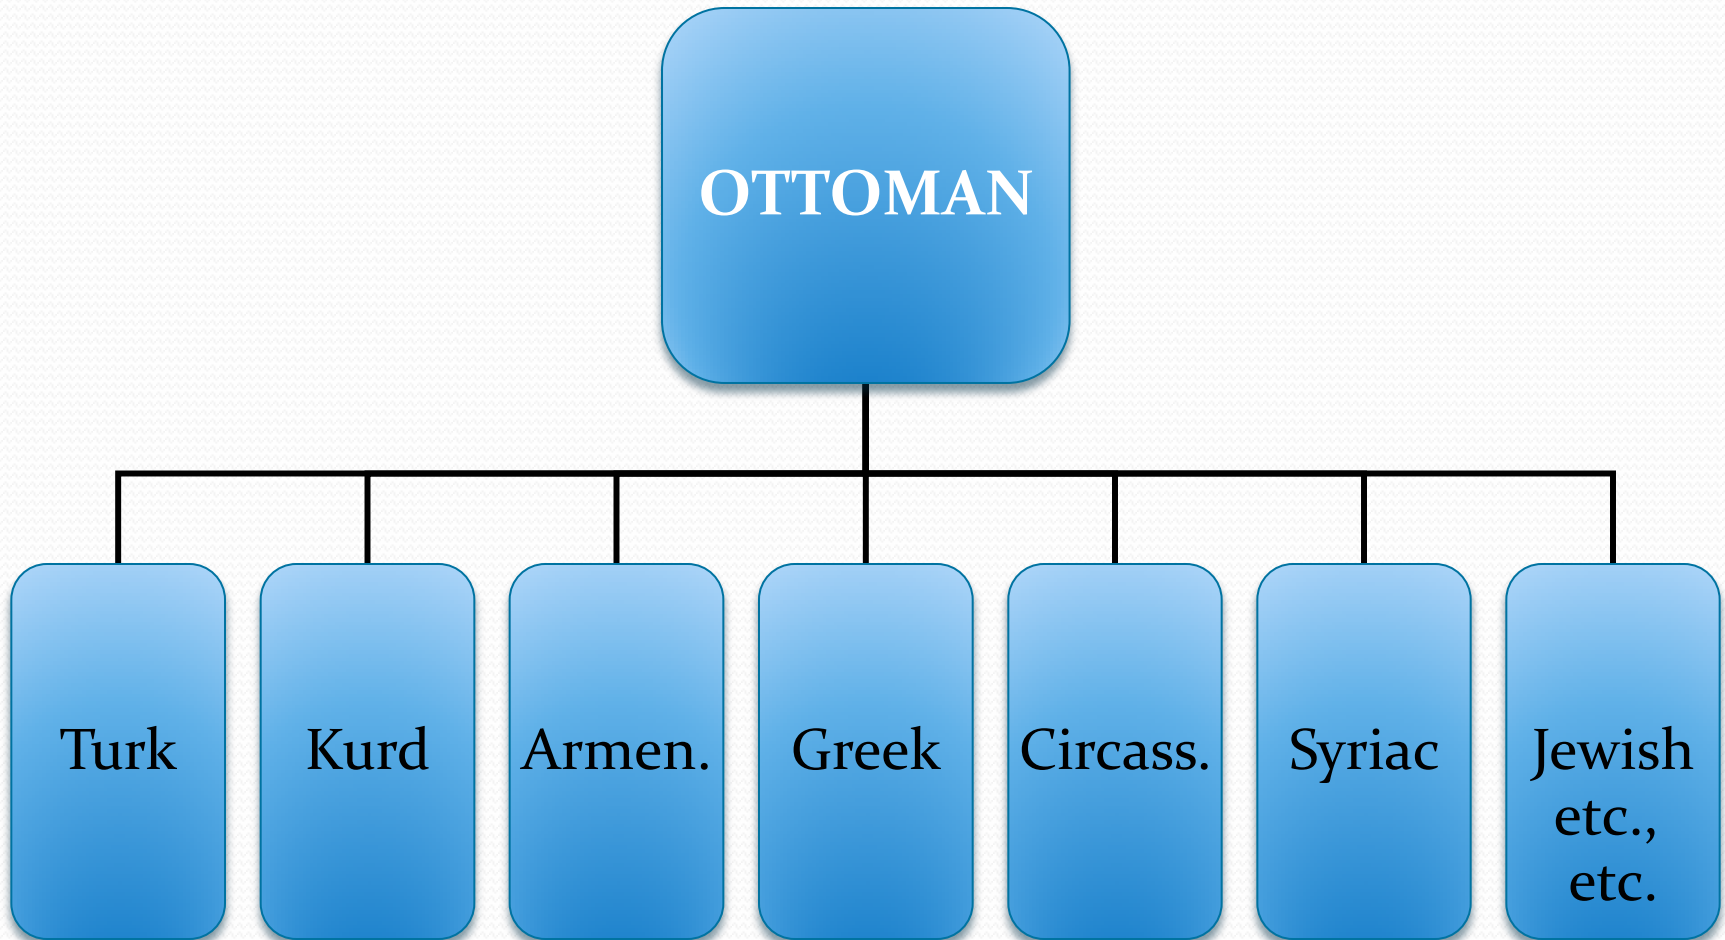 OTTOMAN
Turk
Kurd
Armen.
Greek
Circass.
Syriac
Jewish
etc.,
etc.